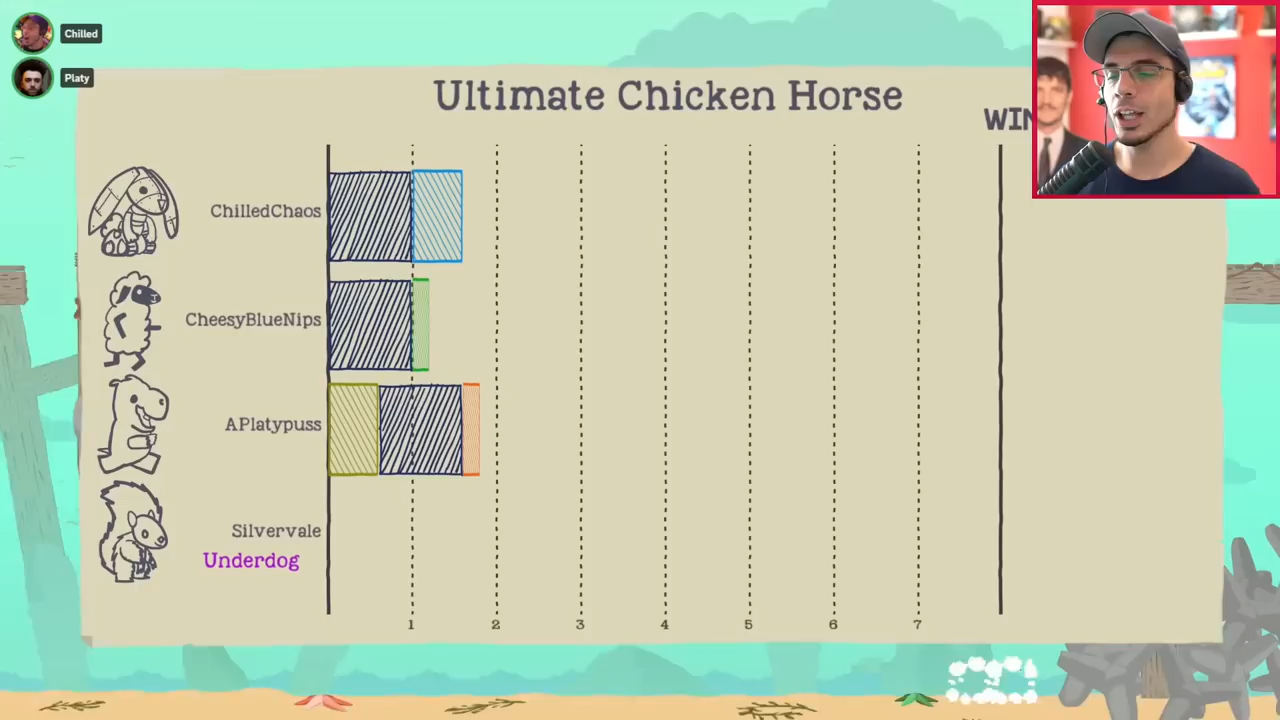 Chilled
Platy
Ultimate Chicken Horse
WIN
ChilledChaos
CheesyBlueNips
APlatypuss
Silvervale
Underdog
1 2 3 4 5 6 7